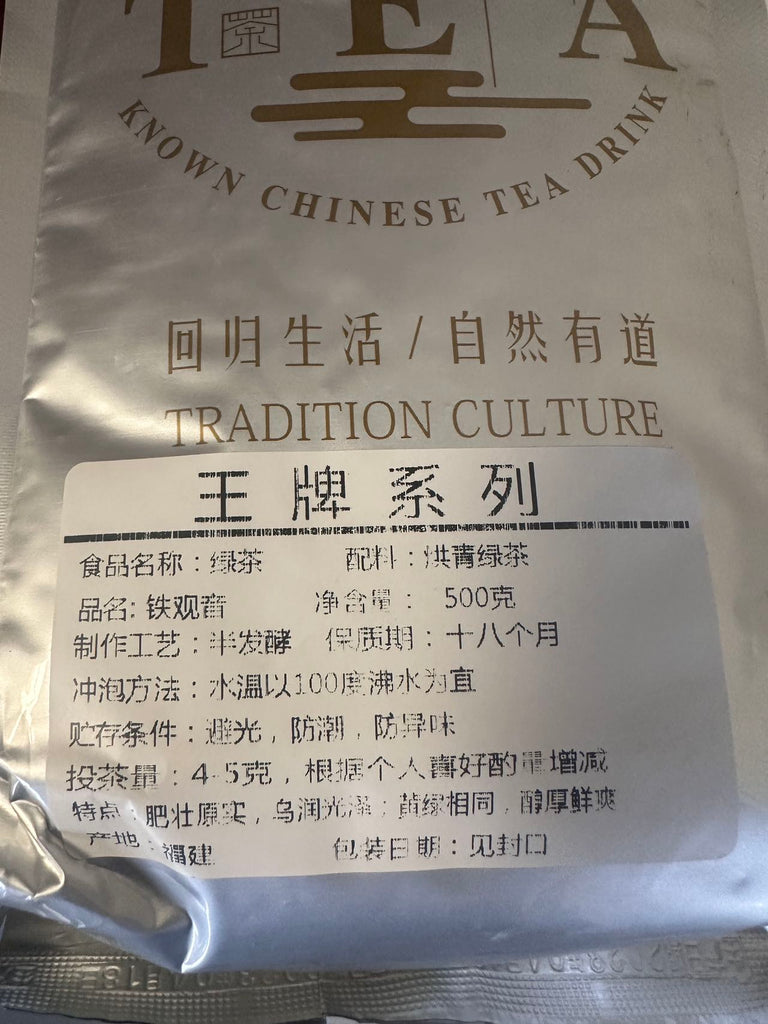 T 茶 E A
KNOWN CHINESE TEA DRINK
回归生活 / 自然有道
TRADITION CULTURE
王牌系列
食品名称：绿茶 配料：烘青绿茶
品名: 铁观音 净含量： 500克
制作工艺：半发酵 保质期：十八个月
冲泡方法：水温以100度沸水为宜
贮存条件：避光，防潮，防异味
投茶量：4-5克，根据个人喜好酌量增减
特点：肥壮原实，乌润光泽；黄绿相间，醇厚鲜爽
产地：福建 包装日期：见封口